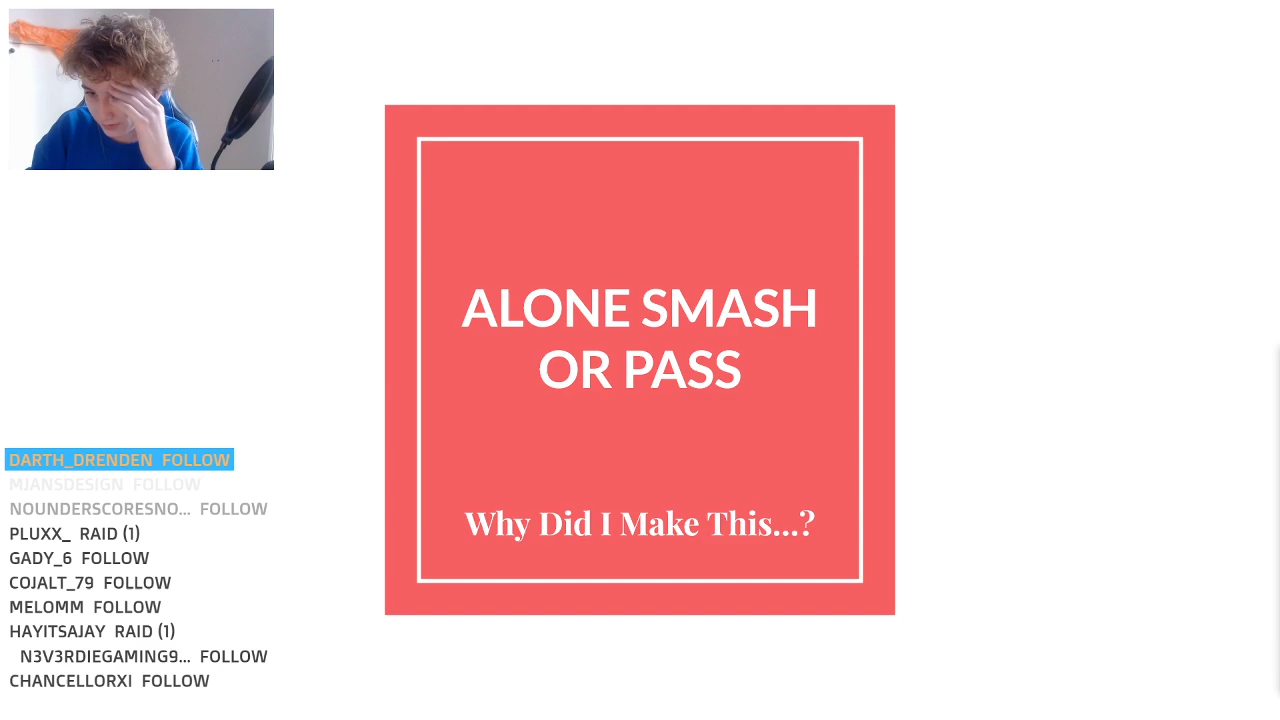 ALONE SMASH
OR PASS
Why Did I Make This...?
DARTH_DRENDEN FOLLOW
MJANSDESIGN FOLLOW
NOUNDERSCORESNO... FOLLOW
PLUXX_ RAID (1)
GADY_6 FOLLOW
COJALT_79 FOLLOW
MELOMM FOLLOW
HAYITSAJAY RAID (1)
N3V3RDIEGAMING9... FOLLOW
CHANCELLORXI FOLLOW